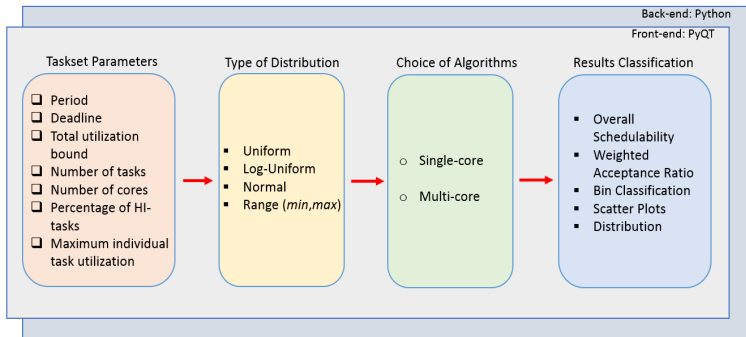 Back-end: Python
Front-end: PyQT
Taskset Parameters
Period
Deadline
Total utilization
bound
Number of tasks
Number of cores
Percentage of HI-
tasks
Maximum individual
task utilization
Type of Distribution
Uniform
Log-Uniform
Normal
Range (min,max)
Choice of Algorithms
Single-core
Multi-core
Results Classification
Overall
Schedulability
Weighted
Acceptance Ratio
Bin Classification
Scatter Plots
Distribution